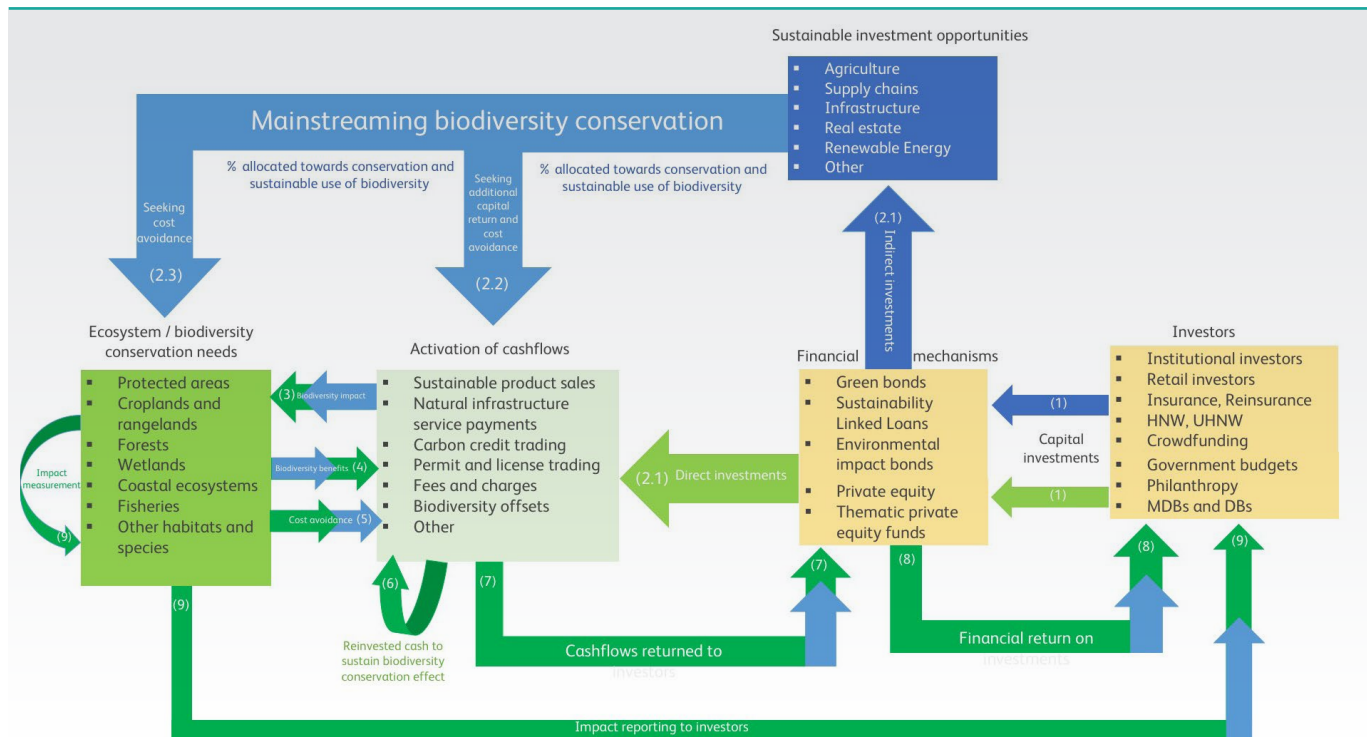 Sustainable investment opportunities
▪ Agriculture
▪ Supply chains
▪ Infrastructure
▪ Real estate
▪ Renewable Energy
▪ Other
Mainstreaming biodiversity conservation
% allocated towards conservation and
sustainable use of biodiversity
% allocated towards conservation and
sustainable use of biodiversity
Seeking
cost
avoidance
(2.3)
Seeking
additional
capital
return and
cost
avoidance
(2.2)
(2.1)
Indirect investments
Ecosystem / biodiversity
conservation needs
▪ Protected areas
▪ Croplands and
rangelands
▪ Forests
▪ Wetlands
▪ Coastal ecosystems
▪ Fisheries
▪ Other habitats and
species
Impact
measurement
(9)
(3) Biodiversity impact
Biodiversity benefits (4)
Cost avoidance (5)
Activation of cashflows
▪ Sustainable product sales
▪ Natural infrastructure
service payments
▪ Carbon credit trading
▪ Permit and license trading
▪ Fees and charges
▪ Biodiversity offsets
▪ Other
(6)
Reinvested cash to
sustain biodiversity
conservation effect
(2.1) Direct investments
Financial mechanisms
▪ Green bonds
▪ Sustainability
Linked Loans
▪ Environmental
impact bonds
▪ Private equity
▪ Thematic private
equity funds
(1)
Capital
investments
(1)
Investors
▪ Institutional investors
▪ Retail investors
▪ Insurance, Reinsurance
▪ HNW, UHNW
▪ Crowdfunding
▪ Government budgets
▪ Philanthropy
▪ MDBs and DBs
(7)
Cashflows returned to
investors
(7)
(8)
Financial return on
investments
(8)
(9)
Impact reporting to investors
(9)